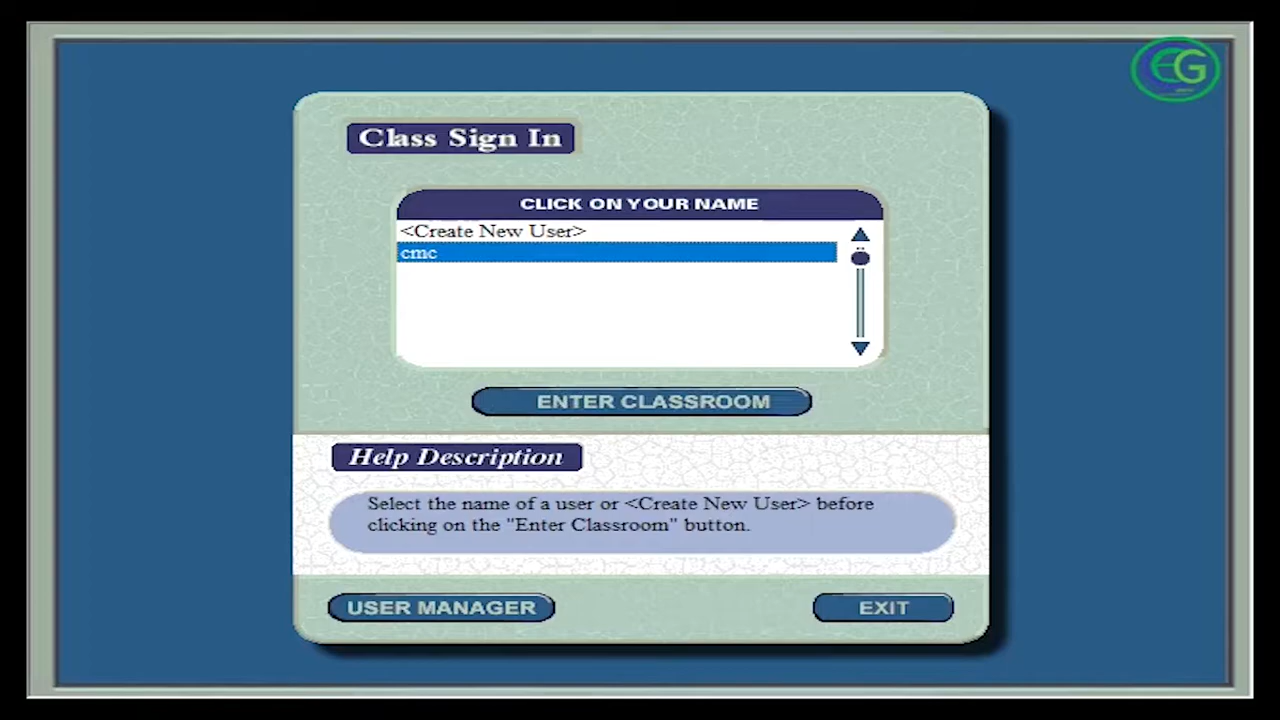 EG
Class Sign In
CLICK ON YOUR NAME
<Create New User>
cmc
ENTER CLASSROOM
Help Description
Select the name of a user or <Create New User> before
clicking on the "Enter Classroom" button.
USER MANAGER
EXIT